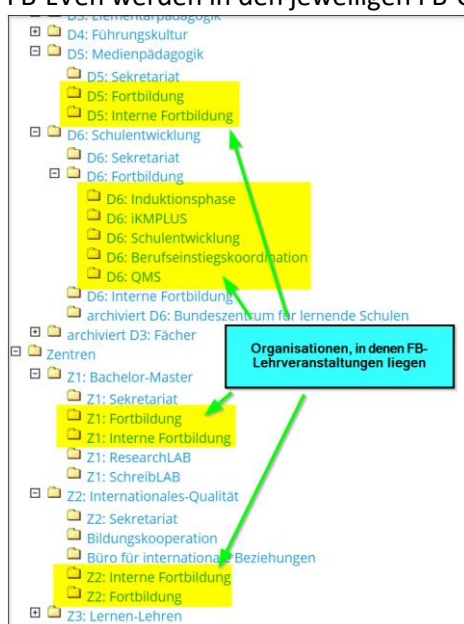 FB-Even werden in den jeweiligen FB-
D3: Elementarpädagogik
D4: Führungskultur
D5: Medienpädagogik
D5: Sekretariat
D5: Fortbildung
D5: Interne Fortbildung
D6: Schulentwicklung
D6: Sekretariat
D6: Fortbildung
D6: Induktionsphase
D6: iKMPLUS
D6: Schulentwicklung
D6: Berufseinstiegskoordination
D6: QMS
D6: Interne Fortbildung
archiviert D6: Bundeszentrum für lernende Schulen
archiviert D3: Fächer
Organisationen, in denen FB-
Lehrveranstaltungen liegen
Zentren
Z1: Bachelor-Master
Z1: Sekretariat
Z1: Fortbildung
Z1: Interne Fortbildung
Z1: ResearchLAB
Z1: SchreibLAB
Z2: Internationales-Qualität
Z2: Sekretariat
Bildungskooperation
Büro für internationale Beziehungen
Z2: Interne Fortbildung
Z2: Fortbildung
Z3: Lernen-Lehren